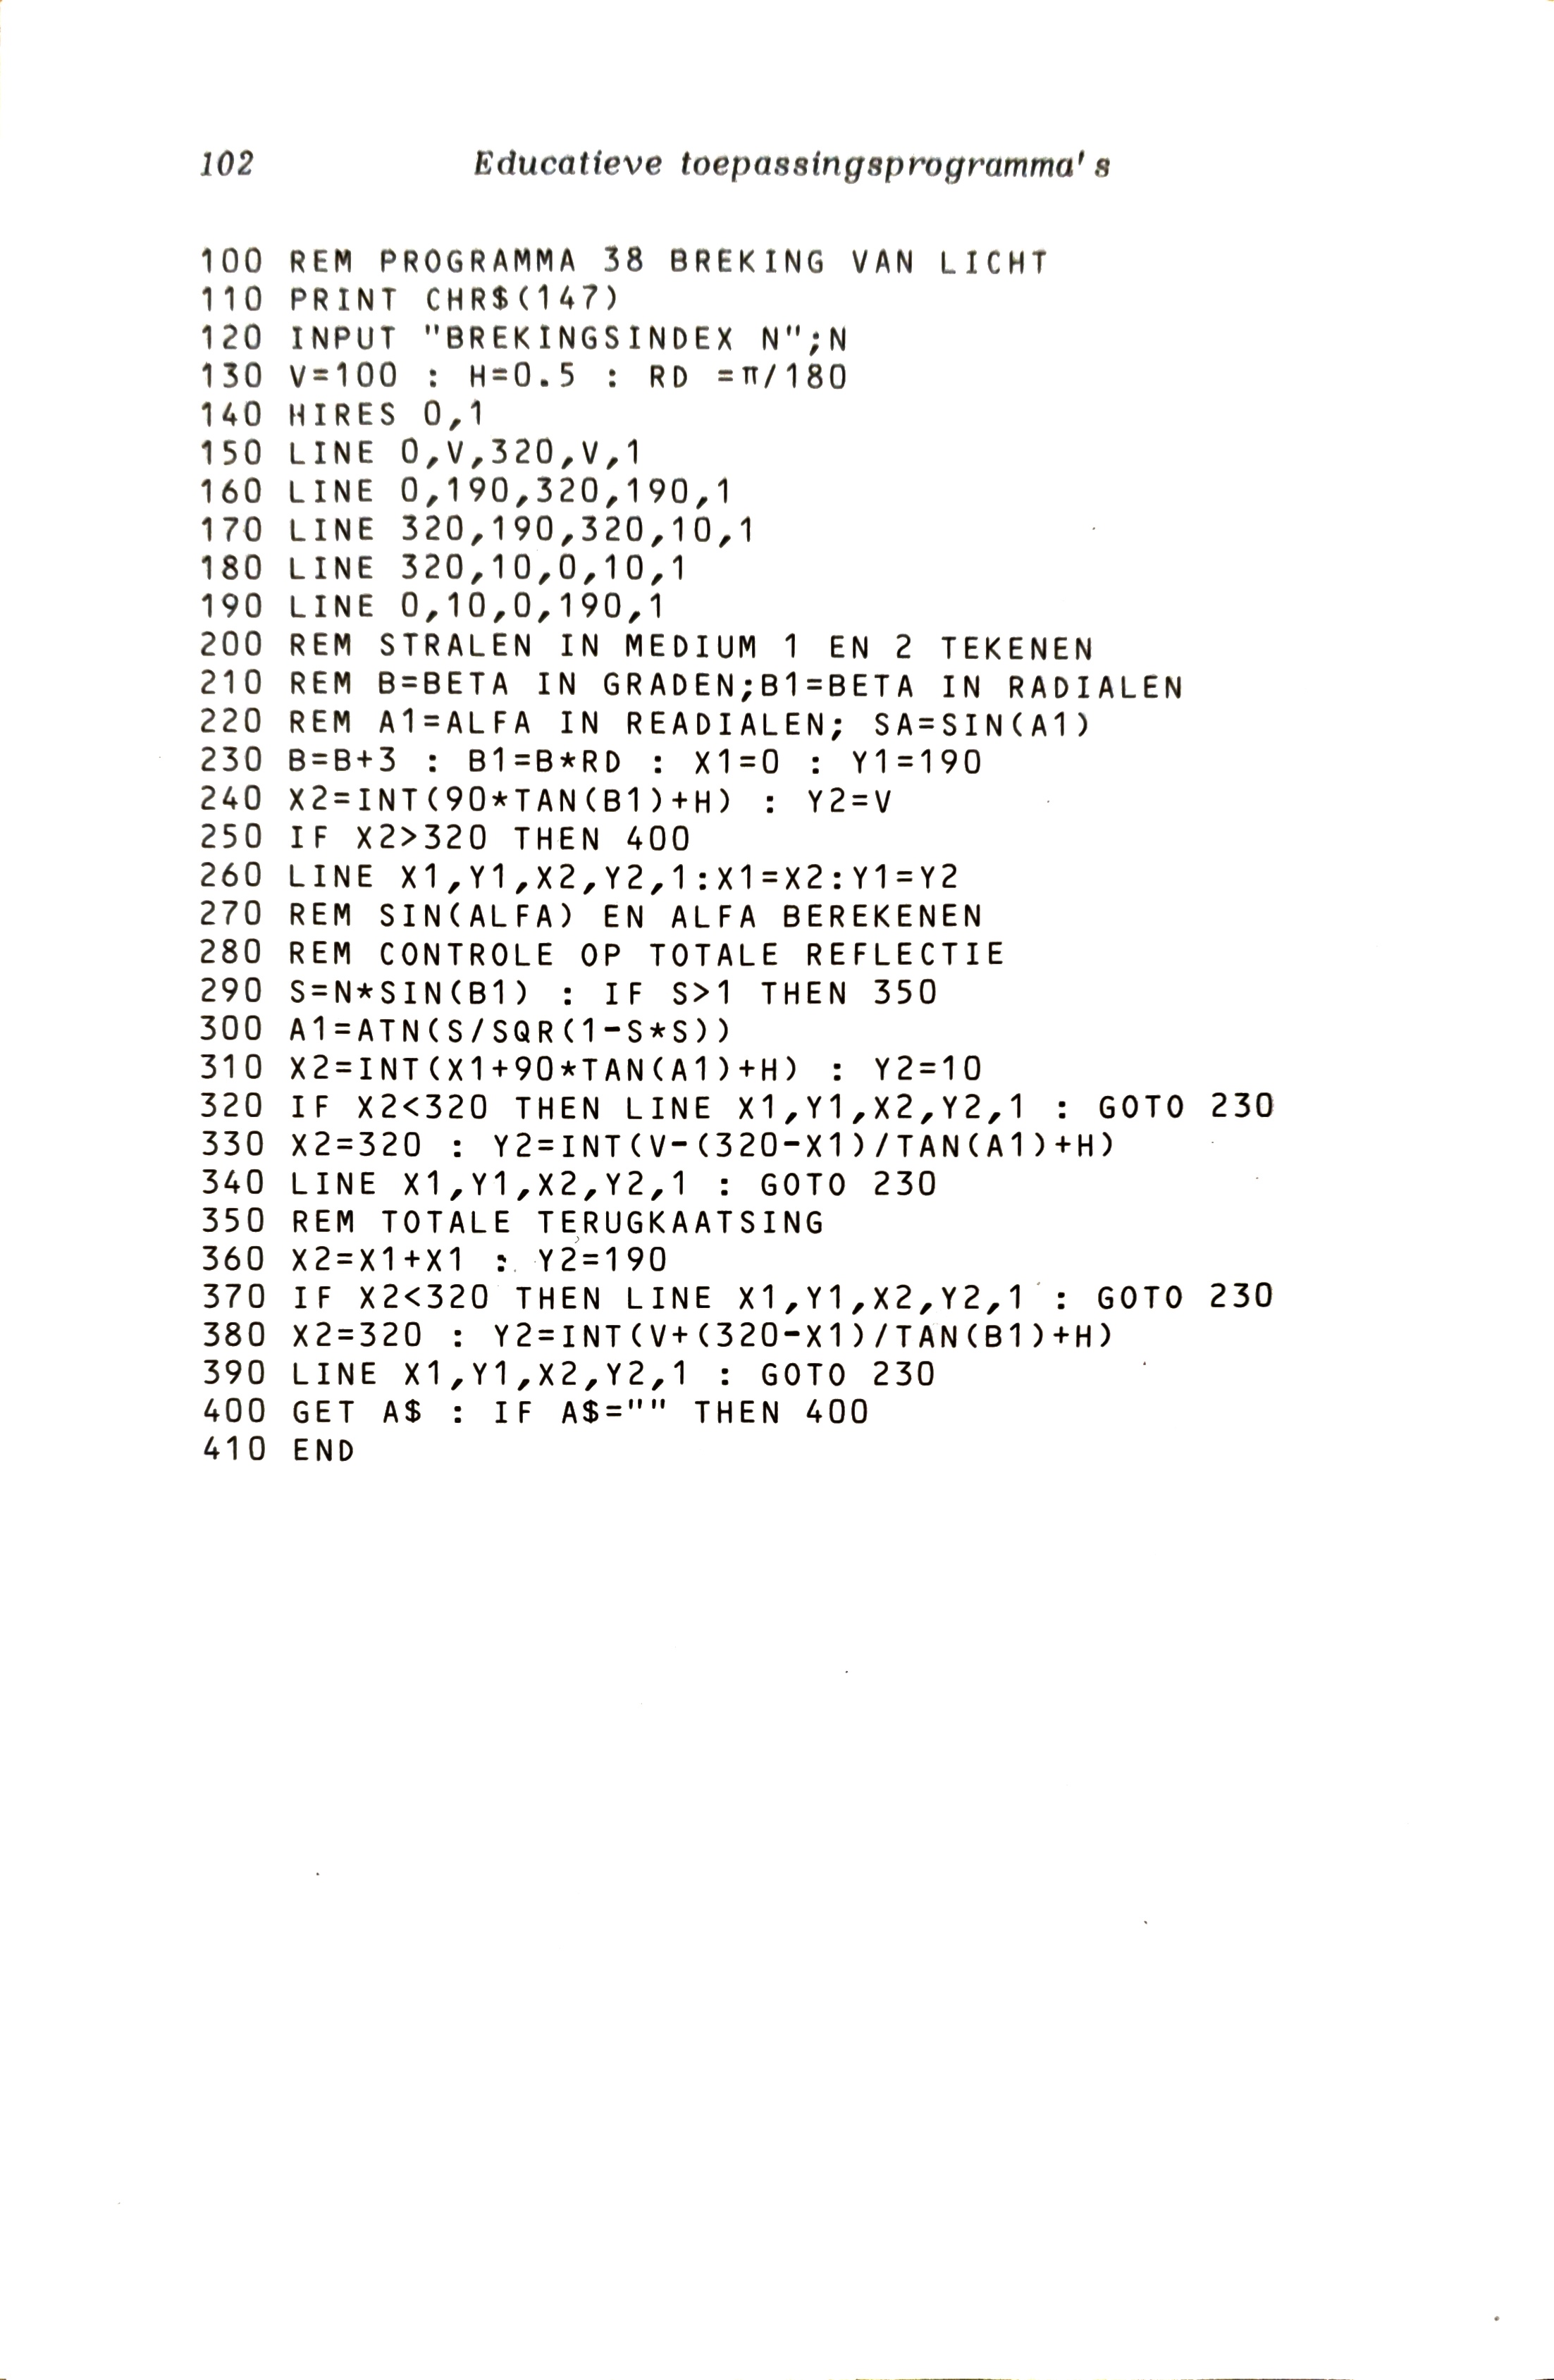 102 Educatieve toepassingsprogramma's
100 REM PROGRAMMA 38 BREKING VAN LICHT
110 PRINT CHR$(147)
120 INPUT "BREKINGSINDEX N";N
130 V=100 : H=0.5 : RD =π/180
140 HIRES 0,1
150 LINE 0,V,320,V,1
160 LINE 0,190,320,190,1
170 LINE 320,190,320,10,1
180 LINE 320,10,0,10,1
190 LINE 0,10,0,190,1
200 REM STRALEN IN MEDIUM 1 EN 2 TEKENEN
210 REM B=BETA IN GRADEN;B1=BETA IN RADIALEN
220 REM A1=ALFA IN READIALEN; SA=SIN(A1)
230 B=B+3 : B1=B*RD : X1=0 : Y1=190
240 X2=INT(90*TAN(B1)+H) : Y2=V
250 IF X2>320 THEN 400
260 LINE X1,Y1,X2,Y2,1:X1=X2:Y1=Y2
270 REM SIN(ALFA) EN ALFA BEREKENEN
280 REM CONTROLE OP TOTALE REFLECTIE
290 S=N*SIN(B1) : IF S>1 THEN 350
300 A1=ATN(S/SQR(1-S*S))
310 X2=INT(X1+90*TAN(A1)+H) : Y2=10
320 IF X2<320 THEN LINE X1,Y1,X2,Y2,1 : GOTO 230
330 X2=320 : Y2=INT(V-(320-X1)/TAN(A1)+H)
340 LINE X1,Y1,X2,Y2,1 : GOTO 230
350 REM TOTALE TERUGKAATSING
360 X2=X1+X1 : Y2=190
370 IF X2<320 THEN LINE X1,Y1,X2,Y2,1 : GOTO 230
380 X2=320 : Y2=INT(V+(320-X1)/TAN(B1)+H)
390 LINE X1,Y1,X2,Y2,1 : GOTO 230
400 GET A$ : IF A$="" THEN 400
410 END